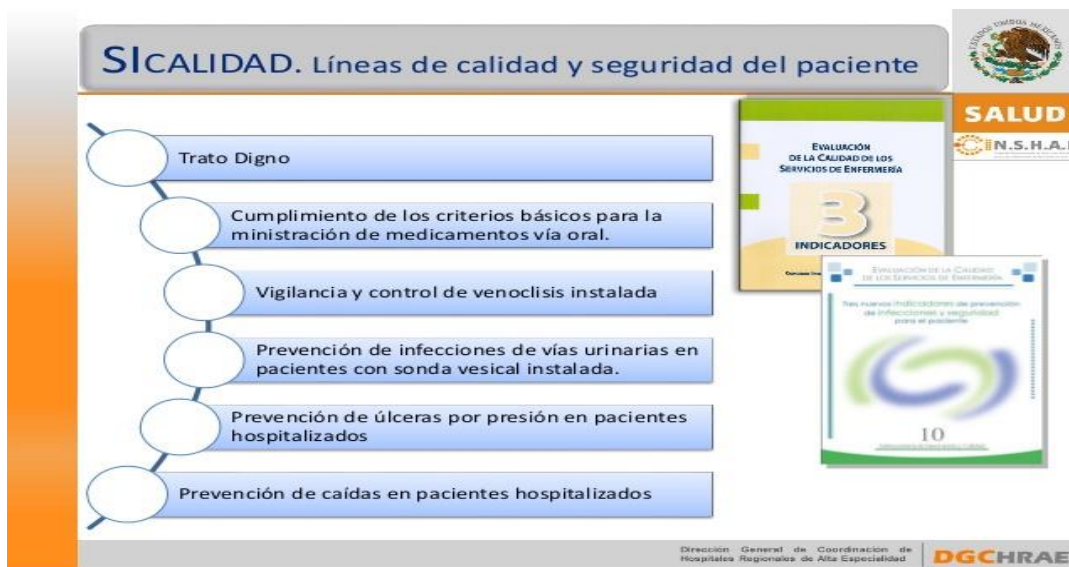 SICALIDAD. Líneas de calidad y seguridad del paciente
ESTADOS UNIDOS MEXICANOS
SALUD
N.S.H.A.
Trato Digno
Cumplimiento de los criterios básicos para la
ministración de medicamentos vía oral.
Vigilancia y control de venoclisis instalada
Prevención de infecciones de vías urinarias en
pacientes con sonda vesical instalada.
Prevención de úlceras por presión en pacientes
hospitalizados
Prevención de caídas en pacientes hospitalizados
EVALUACIÓN
DE LA CALIDAD DE LOS
SERVICIOS DE ENFERMERÍA
3
INDICADORES
EVALUACIÓN DE LA CALIDAD
DE LOS SERVICIOS DE ENFERMERÍA
Tres nuevos indicadores de prevención
de infecciones y seguridad
para el paciente
10
Dirección General de Coordinación de
Hospitales Regionales de Alta Especialidad
DGCHRAE